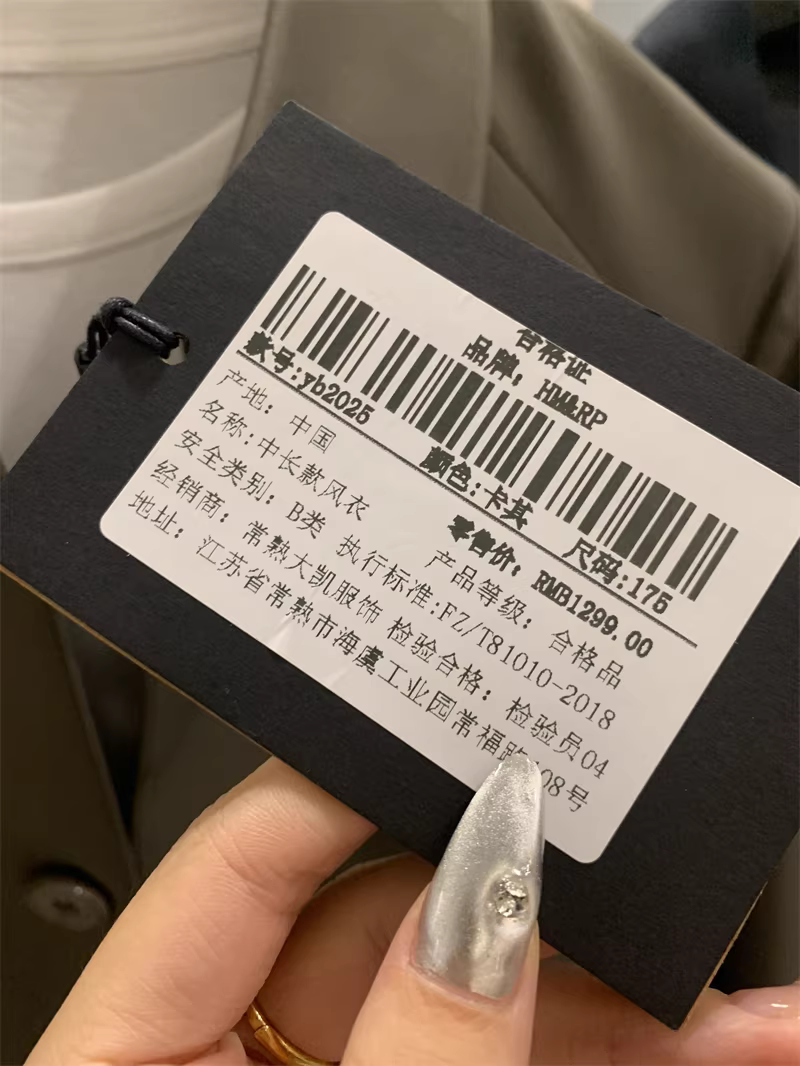 合格证
品牌：HM&RP
款号:yb2025 颜色:卡其 尺码:175
产地：中国 零售价：RMB1299.00
名称:中长款风衣 产品等级：合格品
安全类别：B类 执行标准:FZ/T81010-2018
经销商：常熟大凯服饰 检验合格：检验员04
地址：江苏省常熟市海虞工业园常福路 08号